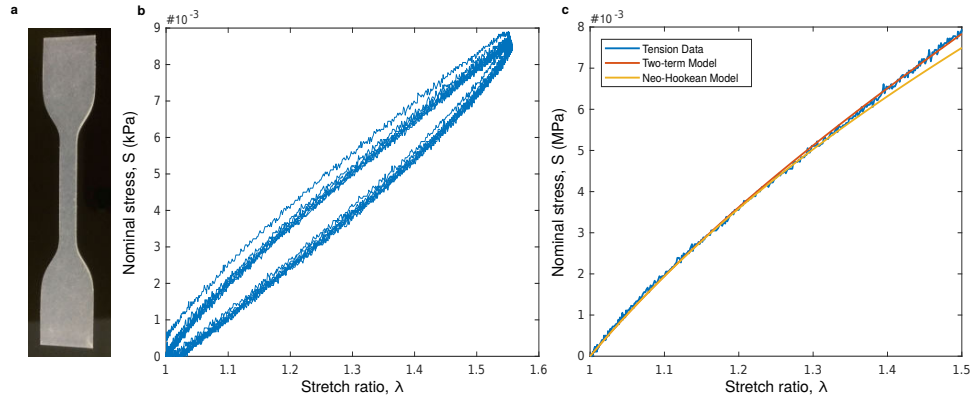 a
b
c
#10⁻³
9
8
7
6
5
4
3
2
1
0
Nominal stress, S (kPa)
1 1.1 1.2 1.3 1.4 1.5 1.6
Stretch ratio, λ
#10⁻³
8
7
6
5
4
3
2
1
0
Nominal stress, S (MPa)
Tension Data
Two-term Model
Neo-Hookean Model
1 1.1 1.2 1.3 1.4 1.5
Stretch ratio, λ